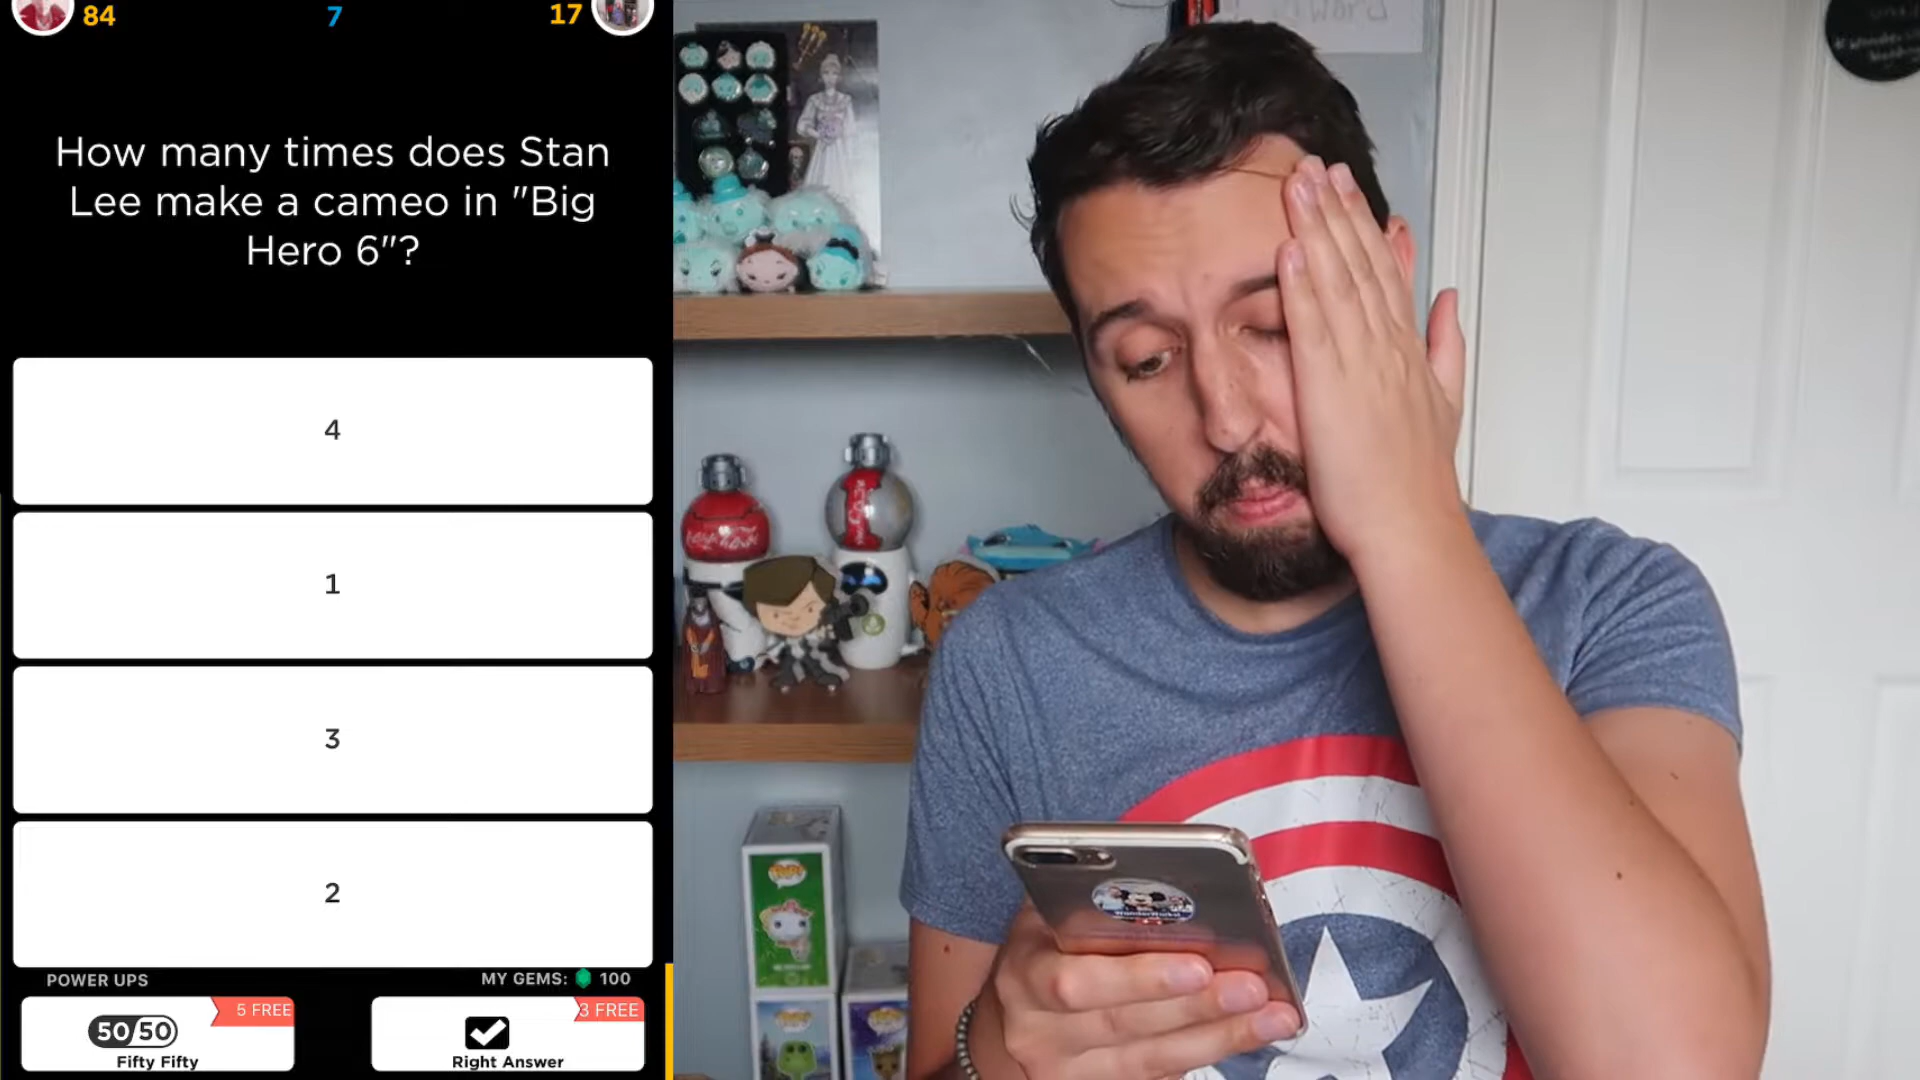 84
7
17
How many times does Stan
Lee make a cameo in "Big
Hero 6"?
4
1
3
2
POWER UPS
MY GEMS: 100
5 FREE
50/50
Fifty Fifty
3 FREE
Right Answer